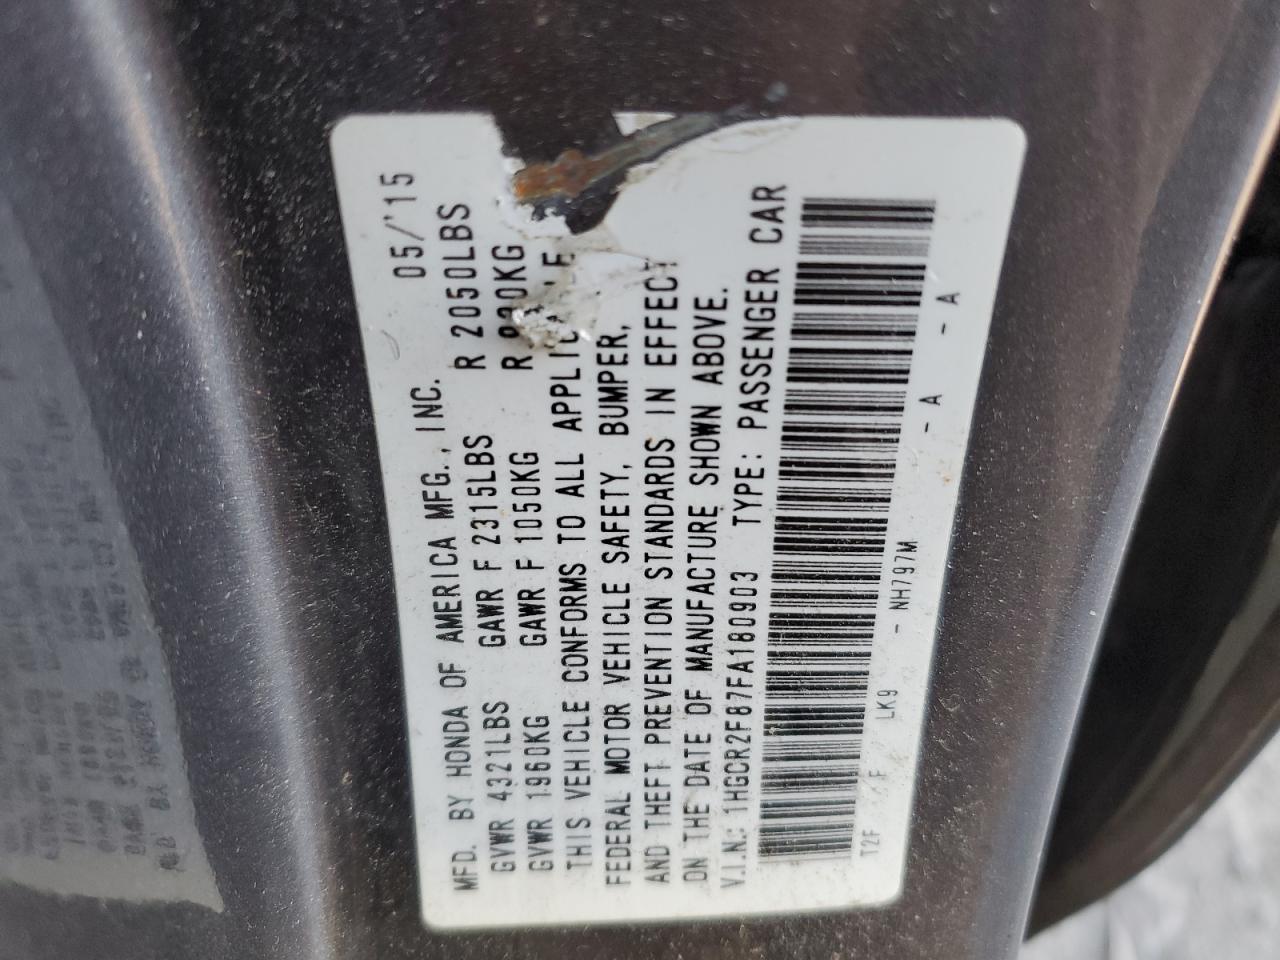 MFD. BY HONDA OF AMERICA MFG., INC. 05/'15
GVWR 4321LBS GAWR F 2315LBS R 2050LBS
GVWR 1960KG GAWR F 1050KG R
THIS VEHICLE CONFORMS TO ALL
FEDERAL MOTOR VEHICLE SAFETY, BUMPER,
AND THEFT PREVENTION STANDARDS IN EFFECT
ON THE DATE OF MANUFACTURE SHOWN ABOVE.
V.I.N.: 1HGCR2F87FA180903 TYPE: PASSENGER CAR
T2F F LK9 - NH797M - A - A